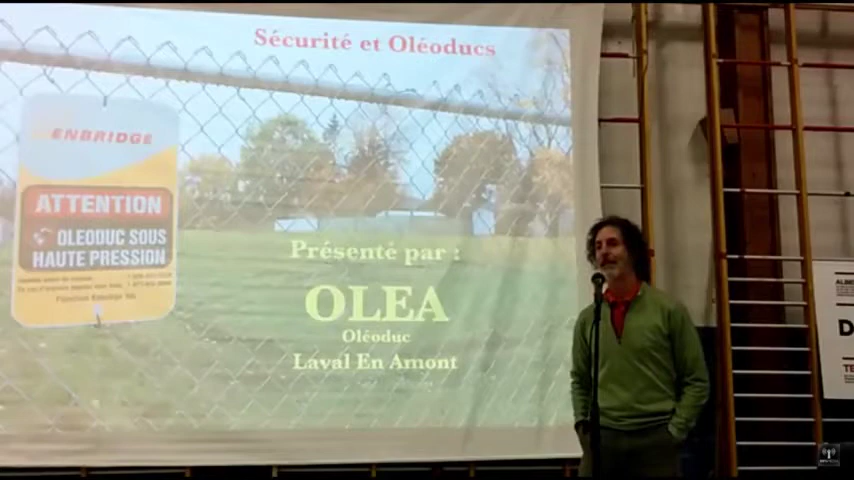 Sécurité et Oléoducs
ENBRIDGE
ATTENTION
OLEODUC SOUS
HAUTE PRESSION
Présenté par :
OLEA
Oléoduc
Laval En Amont